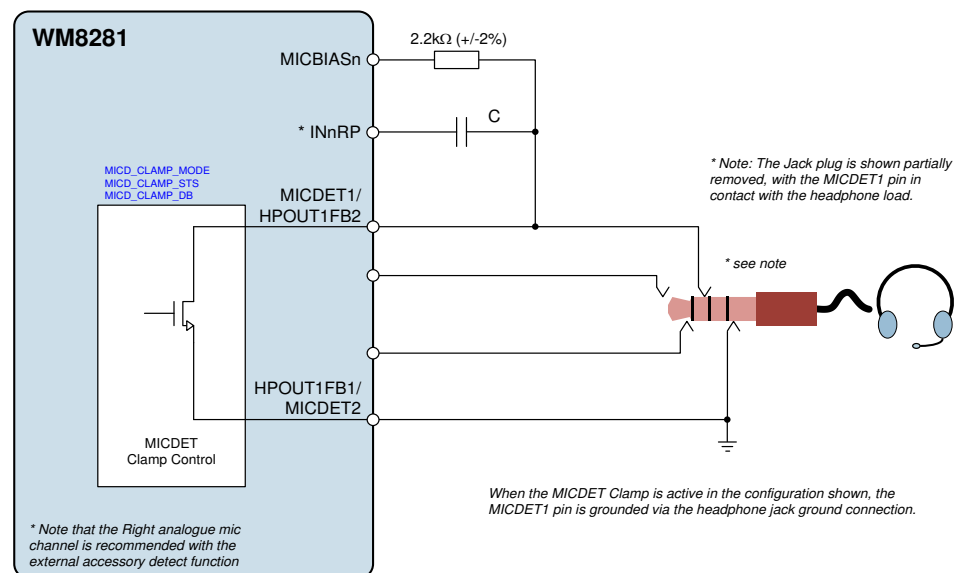 WM8281
2.2kΩ (+/-2%)
MICBIASn
C
* INnRP
* Note: The Jack plug is shown partially
removed, with the MICDET1 pin in
contact with the headphone load.
MICD_CLAMP_MODE
MICD_CLAMP_STS
MICD_CLAMP_DB
MICDET1/
HPOUT1FB2
* see note
HPOUT1FB1/
MICDET2
MICDET
Clamp Control
When the MICDET Clamp is active in the configuration shown, the
MICDET1 pin is grounded via the headphone jack ground connection.
* Note that the Right analogue mic
channel is recommended with the
external accessory detect function